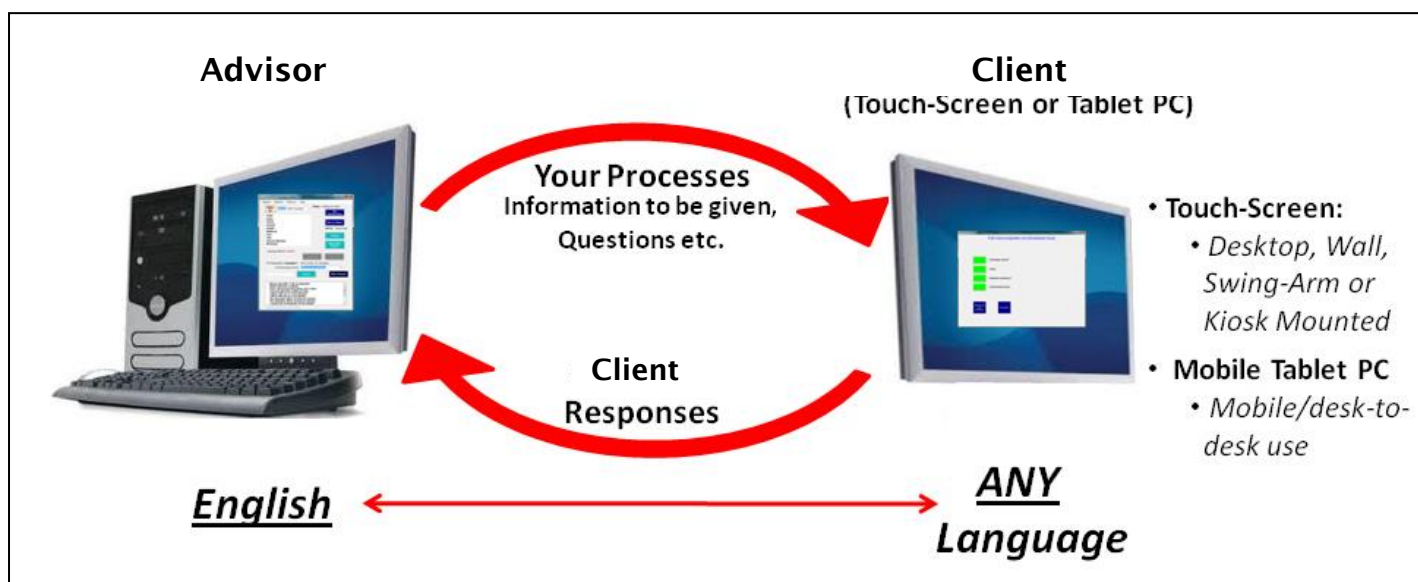 Advisor
Client
(Touch-Screen or Tablet PC)
Your Processes
Information to be given,
Questions etc.
• Touch-Screen:
• Desktop, Wall,
Swing-Arm or
Kiosk Mounted
• Mobile Tablet PC
• Mobile/desk-to-
desk use
Client
Responses
English
ANY
Language